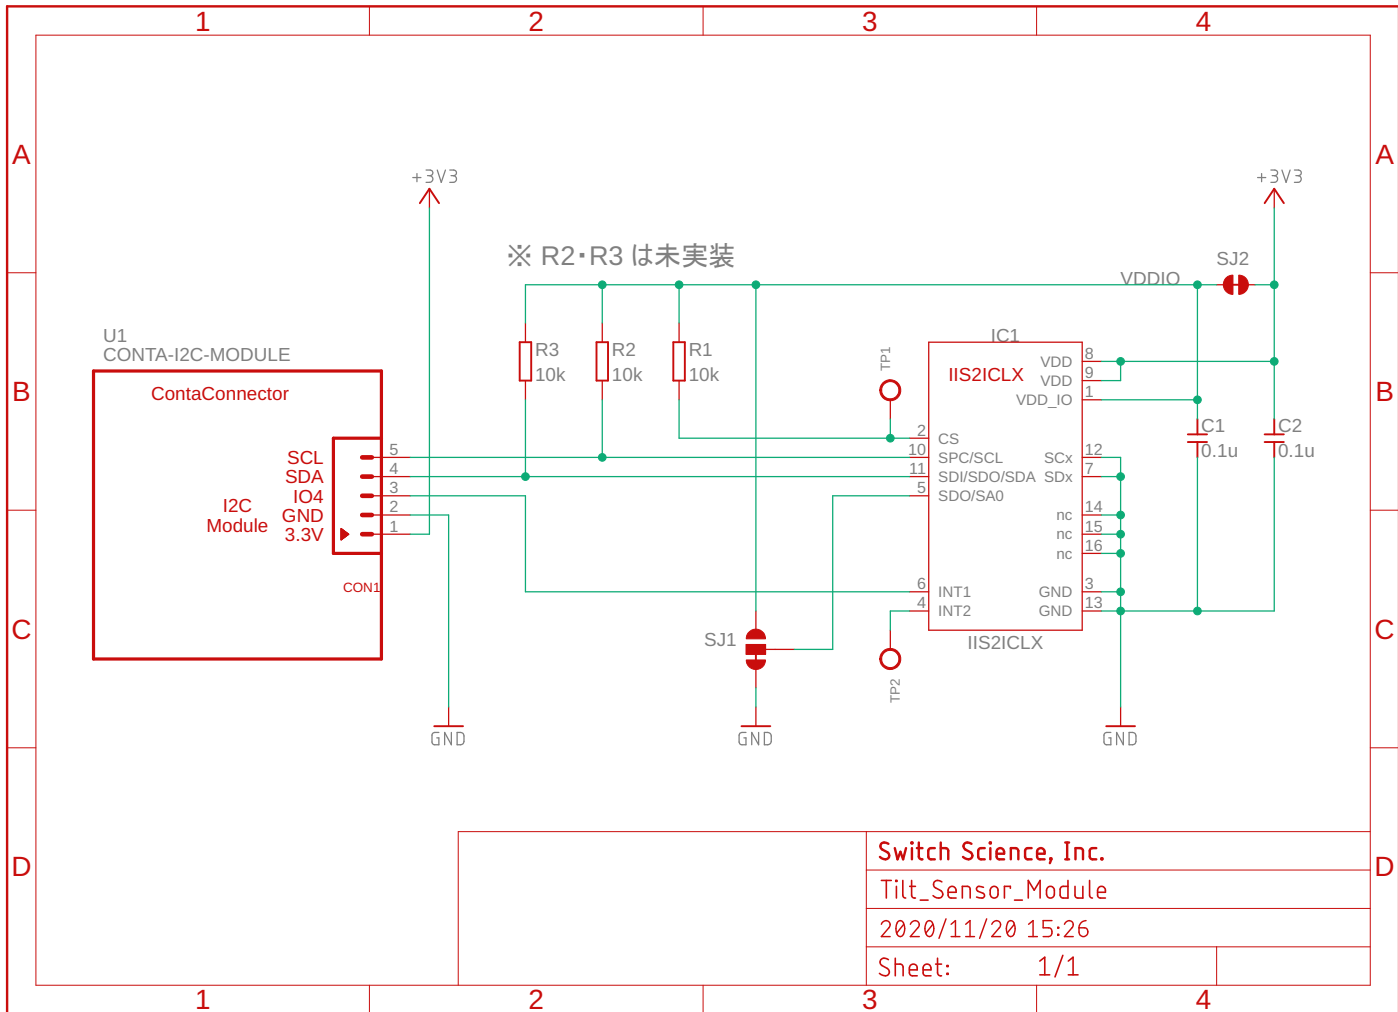 1 2 3 4
A A
+3V3 +3V3
※ R2・R3 は未実装
SJ2
VDDIO
U1
CONTA-I2C-MODULE
IC1
R3 R2 R1
10k 10k 10k
TP1
VDD 8
IIS2ICLX
VDD 9
VDD_IO 1
B B
ContaConnector
C1 C2
0.1u 0.1u
2 CS
SCL 5
10 SPC/SCL SCx 12
SDA 4
11 SDI/SDO/SDA SDx 7
IO4 3
5 SDO/SA0
I2C
Module
GND 2
nc 14
3.3V 1
nc 15
nc 16
CON1
6 INT1 GND 3
4 INT2 GND 13
C C
SJ1
IIS2ICLX
TP2
GND GND GND
D D
Switch Science, Inc.
Tilt_Sensor_Module
2020/11/20 15:26
Sheet: 1/1
1 2 3 4